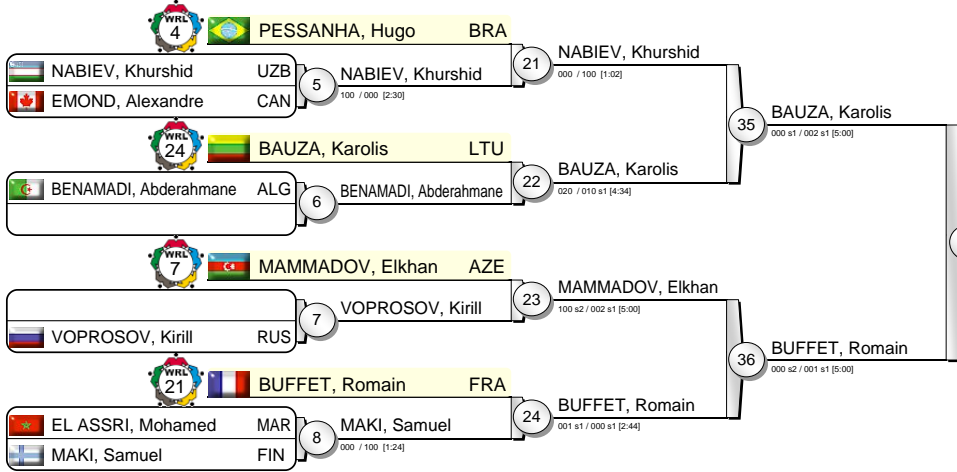 WRL
4
PESSANHA, Hugo BRA
NABIEV, Khurshid UZB
EMOND, Alexandre CAN
5
NABIEV, Khurshid
100 / 000 [2:30]
21
NABIEV, Khurshid
000 / 100 [1:02]
WRL
24
BAUZA, Karolis LTU
BENAMADI, Abderahmane ALG
6
BENAMADI, Abderahmane
22
BAUZA, Karolis
020 / 010 s1 [4:34]
35
BAUZA, Karolis
000 s1 / 002 s1 [5:00]
WRL
7
MAMMADOV, Elkhan AZE
VOPROSOV, Kirill RUS
7
VOPROSOV, Kirill
23
MAMMADOV, Elkhan
100 s2 / 002 s1 [5:00]
WRL
21
BUFFET, Romain FRA
EL ASSRI, Mohamed MAR
MAKI, Samuel FIN
8
MAKI, Samuel
000 / 100 [1:24]
24
BUFFET, Romain
001 s1 / 000 s1 [2:44]
36
BUFFET, Romain
000 s2 / 001 s1 [5:00]